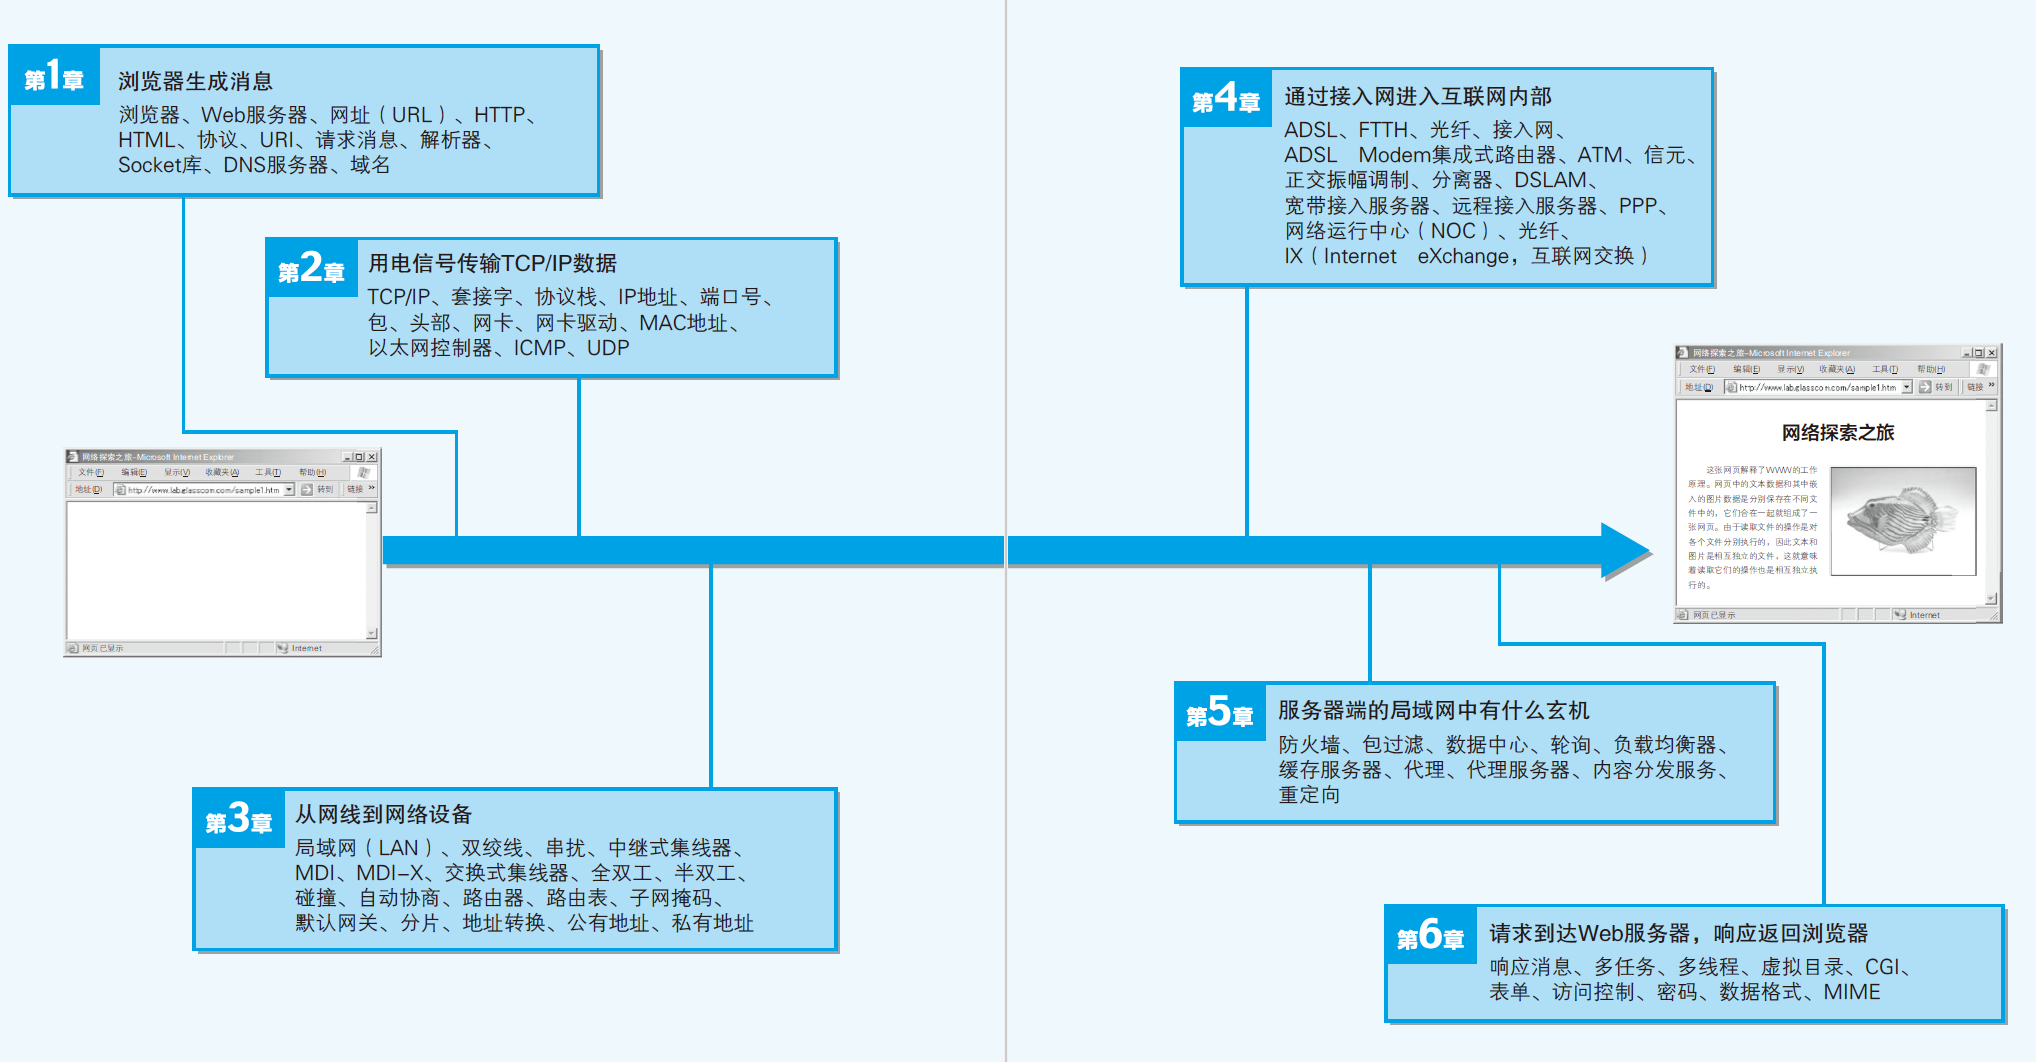 第1章
浏览器生成消息
浏览器、Web服务器、网址（URL）、HTTP、
HTML、协议、URI、请求消息、解析器、
Socket库、DNS服务器、域名
第2章
用电信号传输TCP/IP数据
TCP/IP、套接字、协议栈、IP地址、端口号、
包、头部、网卡、网卡驱动、MAC地址、
以太网控制器、ICMP、UDP
网络探索之旅-Microsoft Internet Explorer
文件(F) 编辑(E) 显示(V) 收藏夹(A) 工具(T) 帮助(H)
地址(D) http://www.lab.glasscom.com/sample1.htm 转到 链接 »
网页已显示 Internet
第3章
从网线到网络设备
局域网（LAN）、双绞线、串扰、中继式集线器、
MDI、MDI-X、交换式集线器、全双工、半双工、
碰撞、自动协商、路由器、路由表、子网掩码、
默认网关、分片、地址转换、公有地址、私有地址
第4章
通过接入网进入互联网内部
ADSL、FTTH、光纤、接入网、
ADSL Modem集成式路由器、ATM、信元、
正交振幅调制、分离器、DSLAM、
宽带接入服务器、远程接入服务器、PPP、
网络运行中心（NOC）、光纤、
IX（Internet eXchange，互联网交换）
网络探索之旅-Microsoft Internet Explorer
文件(F) 编辑(E) 显示(V) 收藏夹(A) 工具(T) 帮助(H)
地址(D) http://www.lab.glasscom.com/sample1.htm 转到 链接 »
网络探索之旅
这张网页解释了WWW的工作
原理。网页中的文本数据和其中嵌
入的图片数据是分别保存在不同文
件中的，它们合在一起就组成了一
张网页。由于读取文件的操作是对
各个文件分别执行的，因此文本和
图片是相互独立的文件，这就意味
着读取它们的操作也是相互独立执
行的。
网页已显示 Internet
第5章
服务器端的局域网中有什么玄机
防火墙、包过滤、数据中心、轮询、负载均衡器、
缓存服务器、代理、代理服务器、内容分发服务、
重定向
第6章
请求到达Web服务器，响应返回浏览器
响应消息、多任务、多线程、虚拟目录、CGI、
表单、访问控制、密码、数据格式、MIME